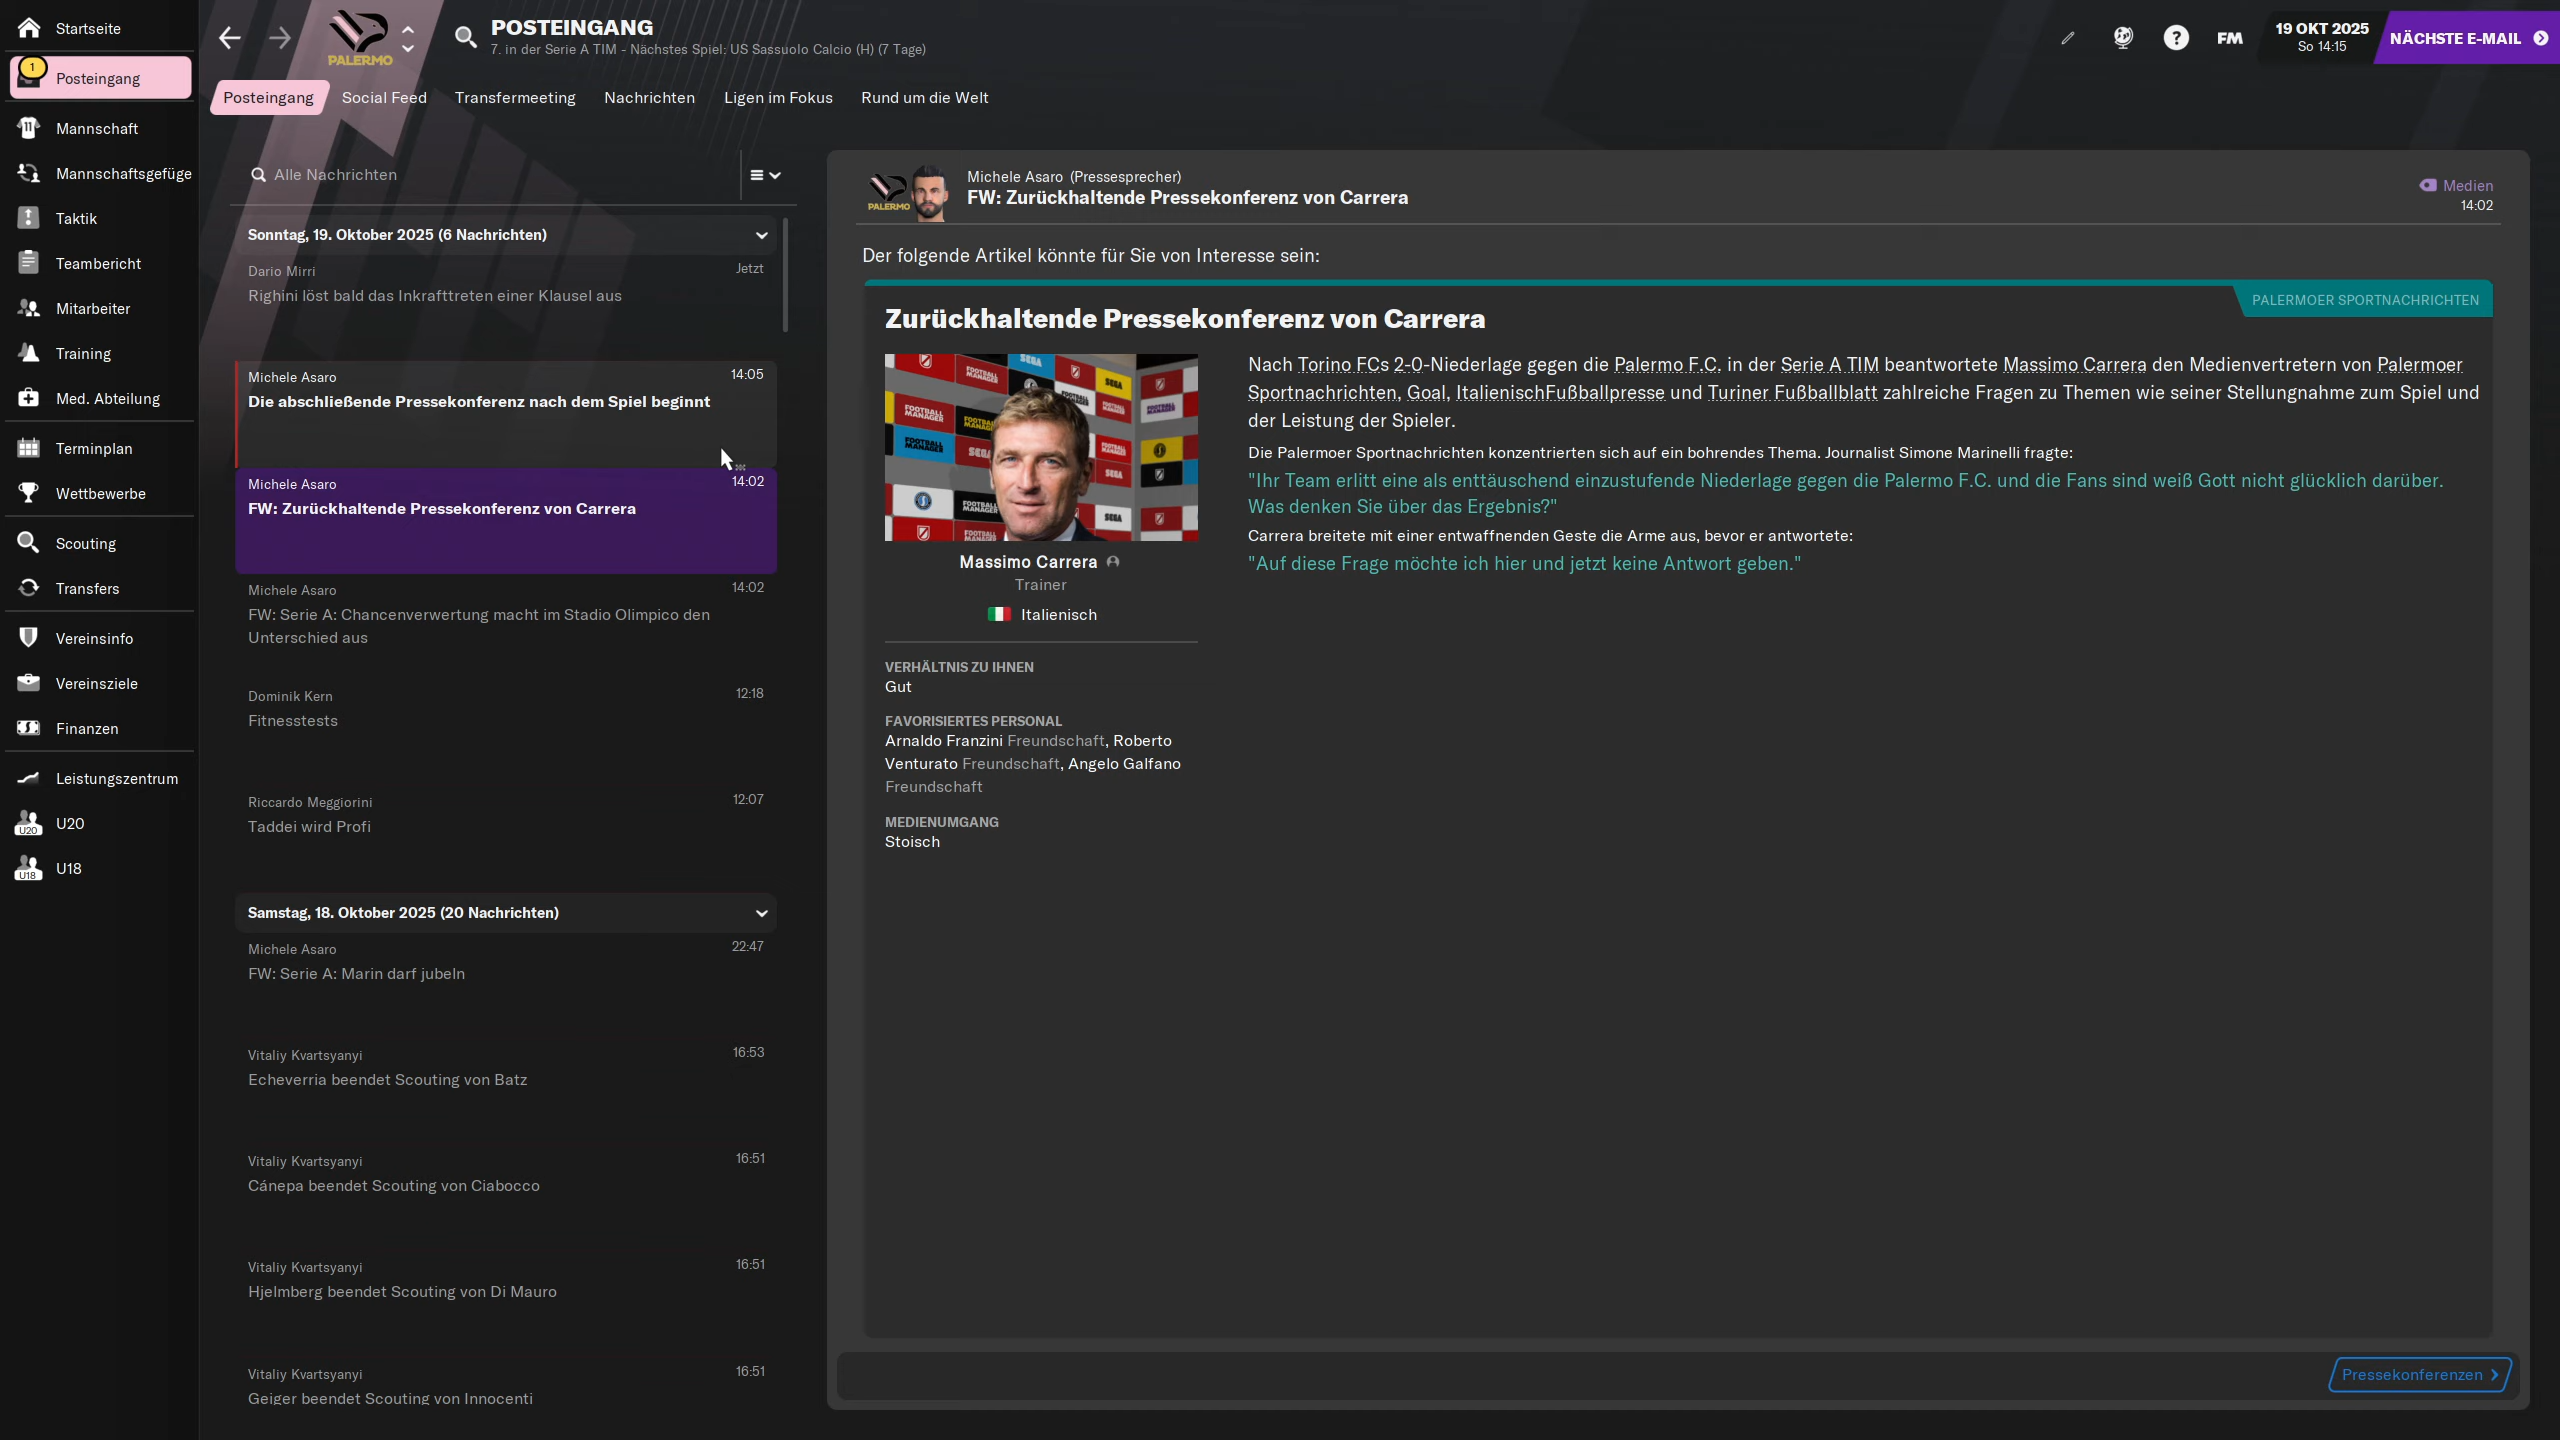 Startseite
1
Posteingang
Mannschaft
Mannschaftsgefüge
Taktik
Teambericht
Mitarbeiter
Training
Med. Abteilung
Terminplan
Wettbewerbe
Scouting
Transfers
Vereinsinfo
Vereinsziele
Finanzen
Leistungszentrum
U20
U20
U18
U18
PALERMO
POSTEINGANG
7. in der Serie A TIM - Nächstes Spiel: US Sassuolo Calcio (H) (7 Tage)
FM
19 OKT 2025
So 14:15
NÄCHSTE E-MAIL
Posteingang
Social Feed
Transfermeeting
Nachrichten
Ligen im Fokus
Rund um die Welt
Alle Nachrichten
Sonntag, 19. Oktober 2025 (6 Nachrichten)
Dario Mirri
Jetzt
Righini löst bald das Inkrafttreten einer Klausel aus
Michele Asaro
14:05
Die abschließende Pressekonferenz nach dem Spiel beginnt
Michele Asaro
14:02
FW: Zurückhaltende Pressekonferenz von Carrera
Michele Asaro
14:02
FW: Serie A: Chancenverwertung macht im Stadio Olimpico den
Unterschied aus
Dominik Kern
12:18
Fitnesstests
Riccardo Meggiorini
12:07
Taddei wird Profi
Samstag, 18. Oktober 2025 (20 Nachrichten)
Michele Asaro
22:47
FW: Serie A: Marin darf jubeln
Vitaliy Kvartsyanyi
16:53
Echeverria beendet Scouting von Batz
Vitaliy Kvartsyanyi
16:51
Cánepa beendet Scouting von Ciabocco
Vitaliy Kvartsyanyi
16:51
Hjelmberg beendet Scouting von Di Mauro
Vitaliy Kvartsyanyi
16:51
Geiger beendet Scouting von Innocenti
PALERMO
Michele Asaro (Pressesprecher)
FW: Zurückhaltende Pressekonferenz von Carrera
Medien
14:02
Der folgende Artikel könnte für Sie von Interesse sein:
PALERMOER SPORTNACHRICHTEN
Zurückhaltende Pressekonferenz von Carrera
Massimo Carrera
Trainer
Italienisch
VERHÄLTNIS ZU IHNEN
Gut
FAVORISIERTES PERSONAL
Arnaldo Franzini Freundschaft, Roberto
Venturato Freundschaft, Angelo Galfano
Freundschaft
MEDIENUMGANG
Stoisch
Nach Torino FCs 2-0-Niederlage gegen die Palermo F.C. in der Serie A TIM beantwortete Massimo Carrera den Medienvertretern von Palermoer
Sportnachrichten, Goal, ItalienischFußballpresse und Turiner Fußballblatt zahlreiche Fragen zu Themen wie seiner Stellungnahme zum Spiel und
der Leistung der Spieler.
Die Palermoer Sportnachrichten konzentrierten sich auf ein bohrendes Thema. Journalist Simone Marinelli fragte:
"Ihr Team erlitt eine als enttäuschend einzustufende Niederlage gegen die Palermo F.C. und die Fans sind weiß Gott nicht glücklich darüber.
Was denken Sie über das Ergebnis?"
Carrera breitete mit einer entwaffnenden Geste die Arme aus, bevor er antwortete:
"Auf diese Frage möchte ich hier und jetzt keine Antwort geben."
Pressekonferenzen